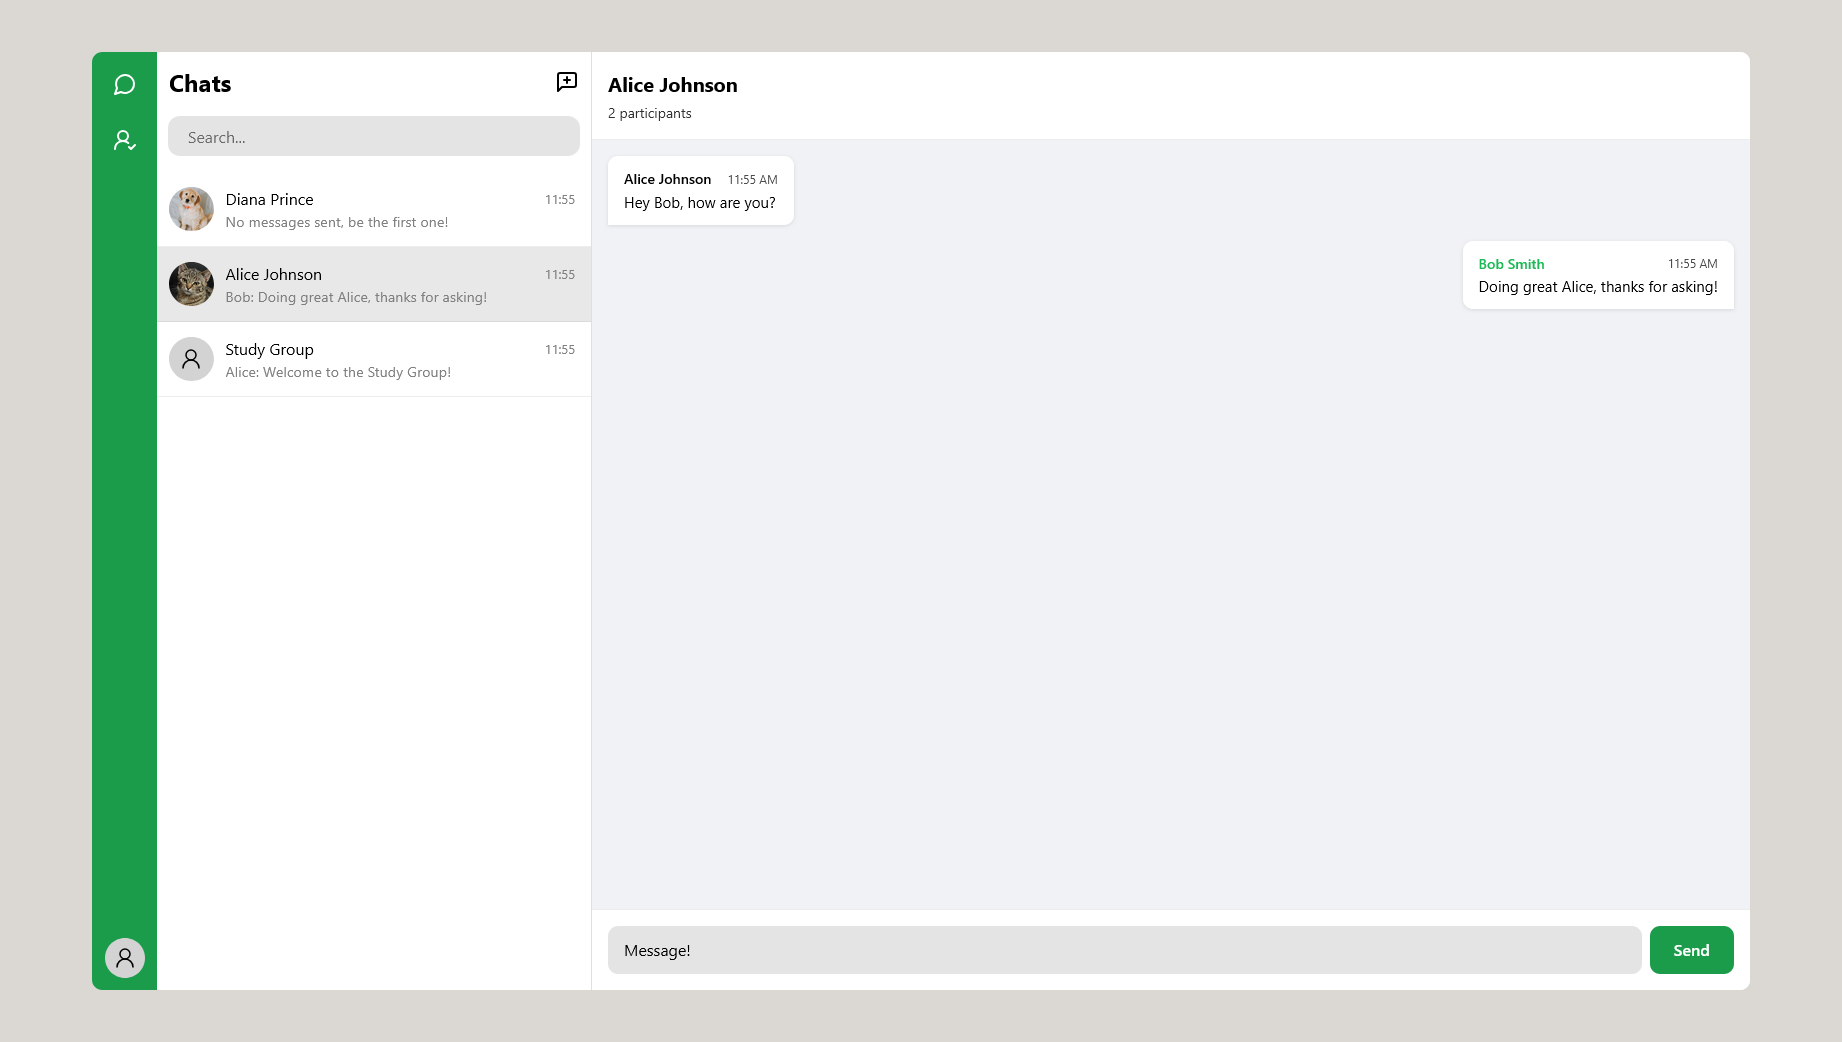 Chats
Search...
Diana Prince
11:55
No messages sent, be the first one!
Alice Johnson
11:55
Bob: Doing great Alice, thanks for asking!
Study Group
11:55
Alice: Welcome to the Study Group!
Alice Johnson
2 participants
Alice Johnson 11:55 AM
Hey Bob, how are you?
Bob Smith 11:55 AM
Doing great Alice, thanks for asking!
Message!
Send